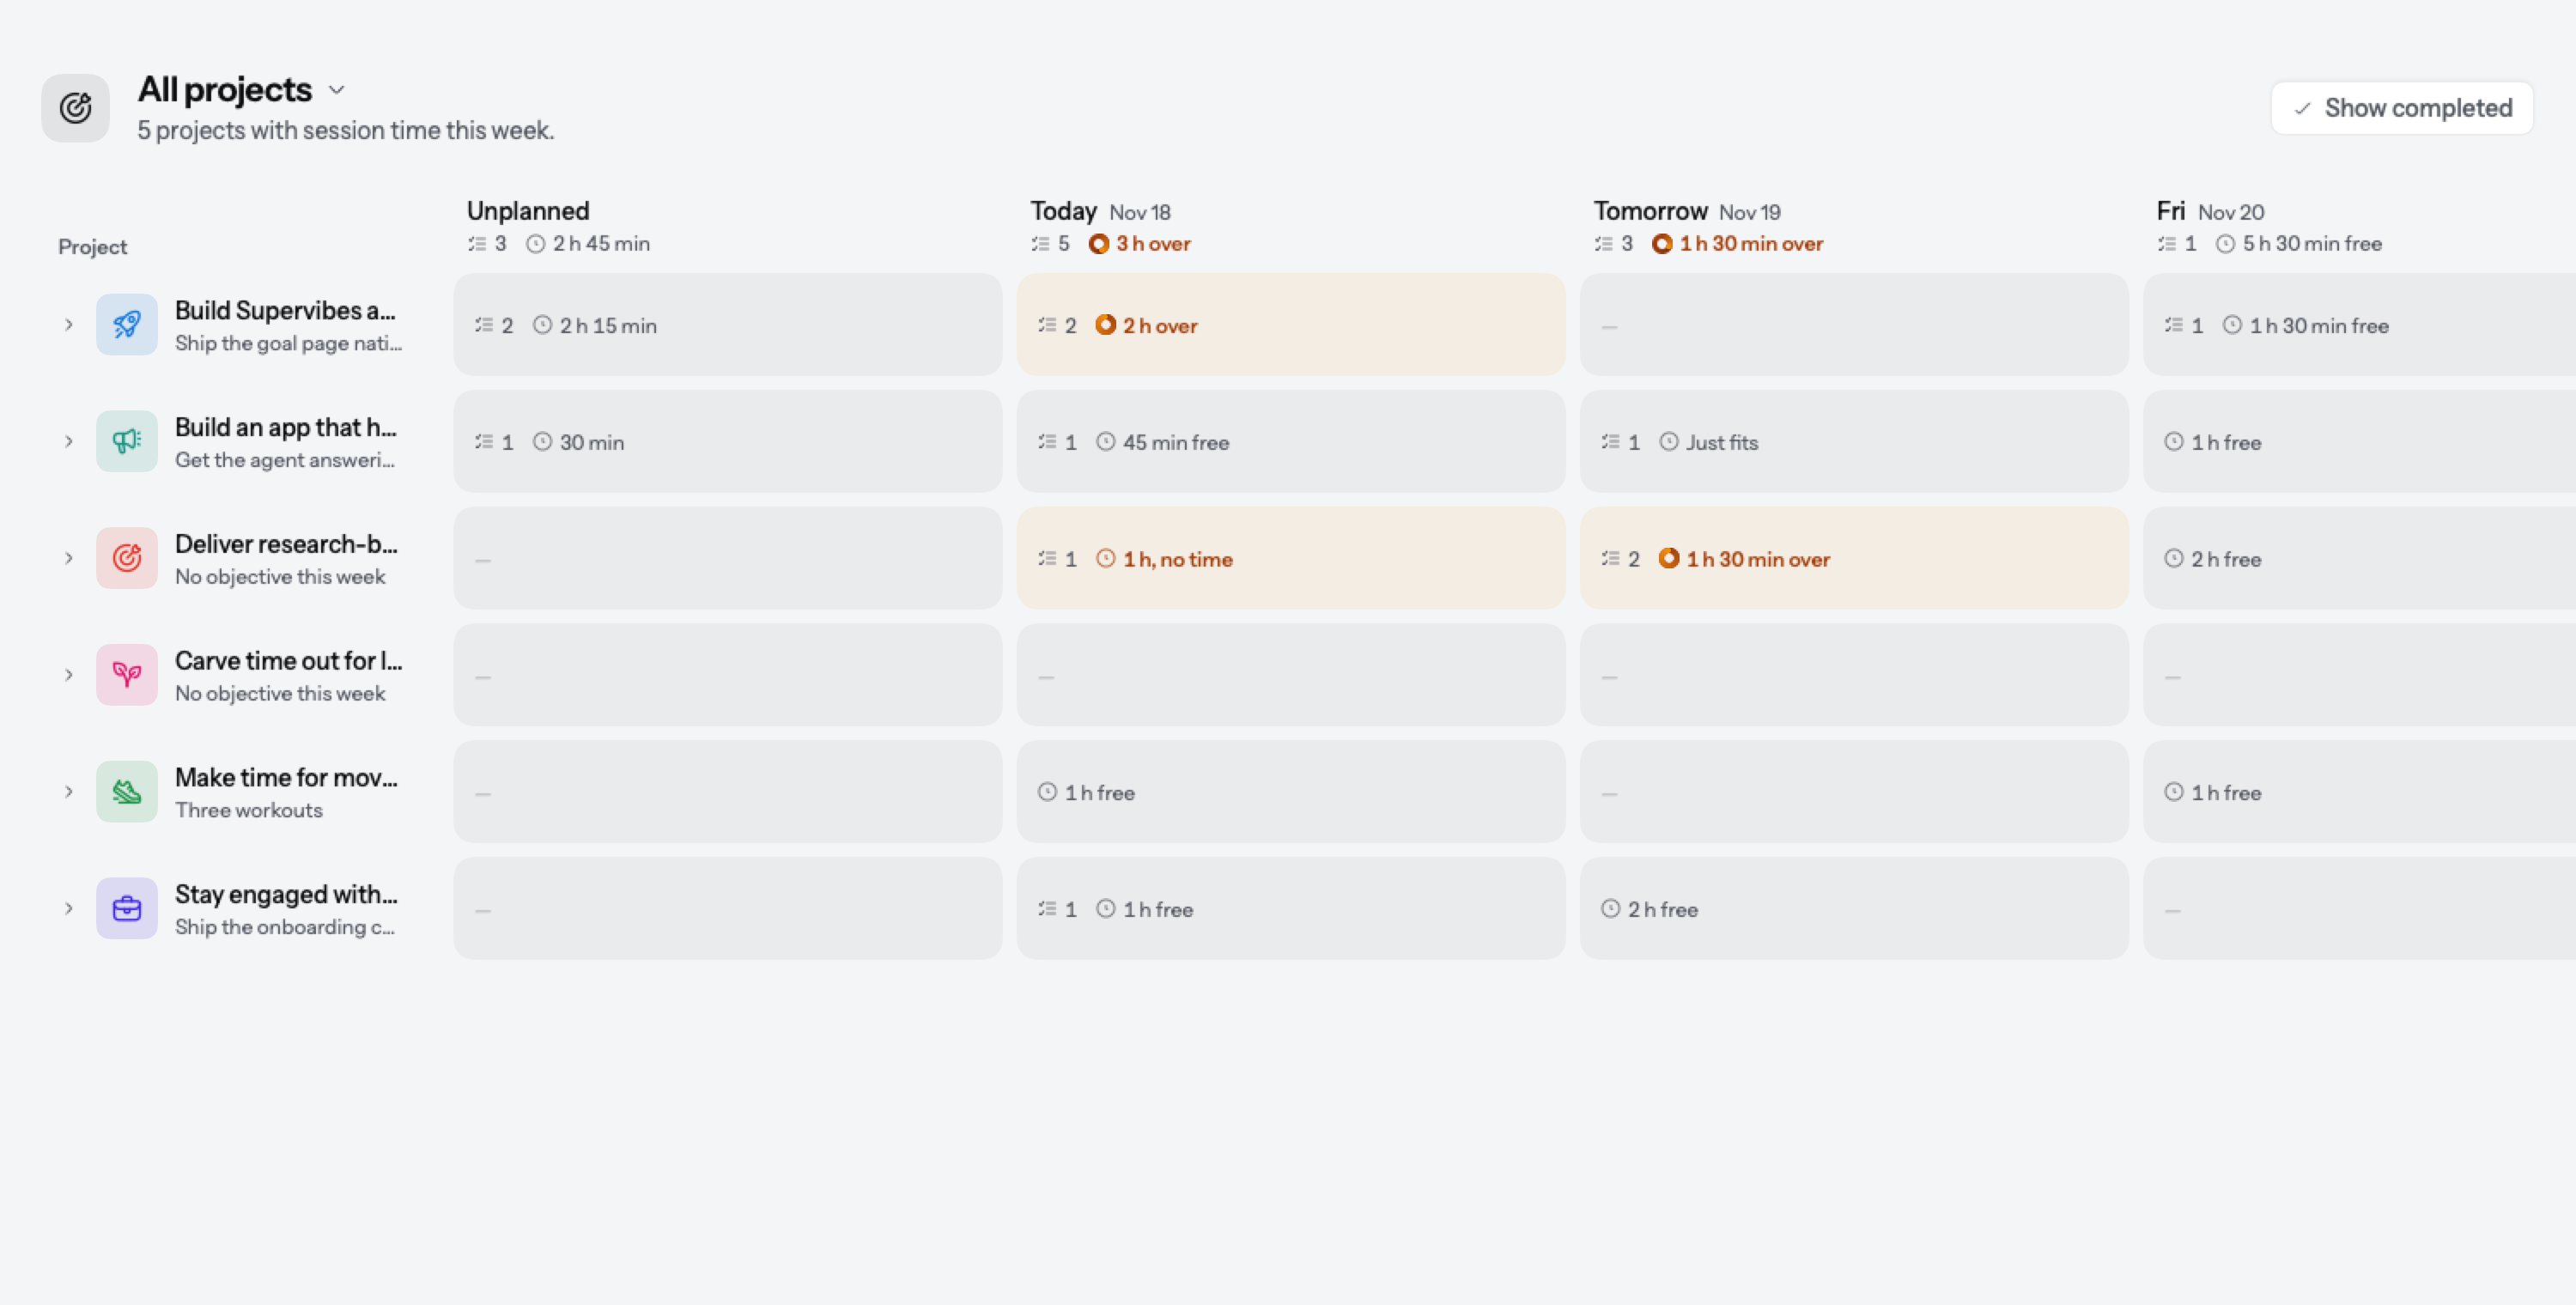 All projects
5 projects with session time this week.
Show completed
Project
Unplanned
3 2 h 45 min
Today Nov 18
5 3 h over
Tomorrow Nov 19
3 1 h 30 min over
Fri Nov 20
1 5 h 30 min free
Build Supervibes a...
Ship the goal page nati...
2 2 h 15 min
2 2 h over
–
1 1 h 30 min free
Build an app that h...
Get the agent answeri...
1 30 min
1 45 min free
1 Just fits
1 h free
Deliver research-b...
No objective this week
–
1 1 h, no time
2 1 h 30 min over
2 h free
Carve time out for l...
No objective this week
–
–
–
–
Make time for mov...
Three workouts
–
1 h free
–
1 h free
Stay engaged with...
Ship the onboarding c...
–
1 1 h free
2 h free
–